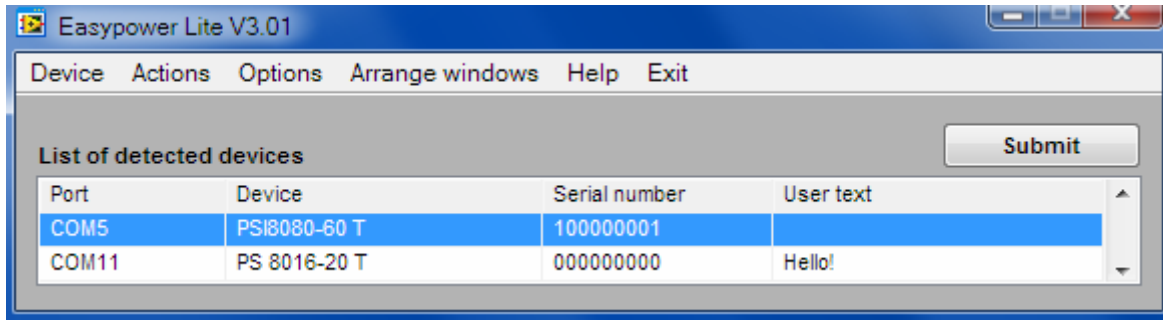 Easypower Lite V3.01
Device Actions Options Arrange windows Help Exit
Submit
List of detected devices
Port Device Serial number User text
COM5 PSI8080-60 T 100000001
COM11 PS 8016-20 T 000000000 Hello!